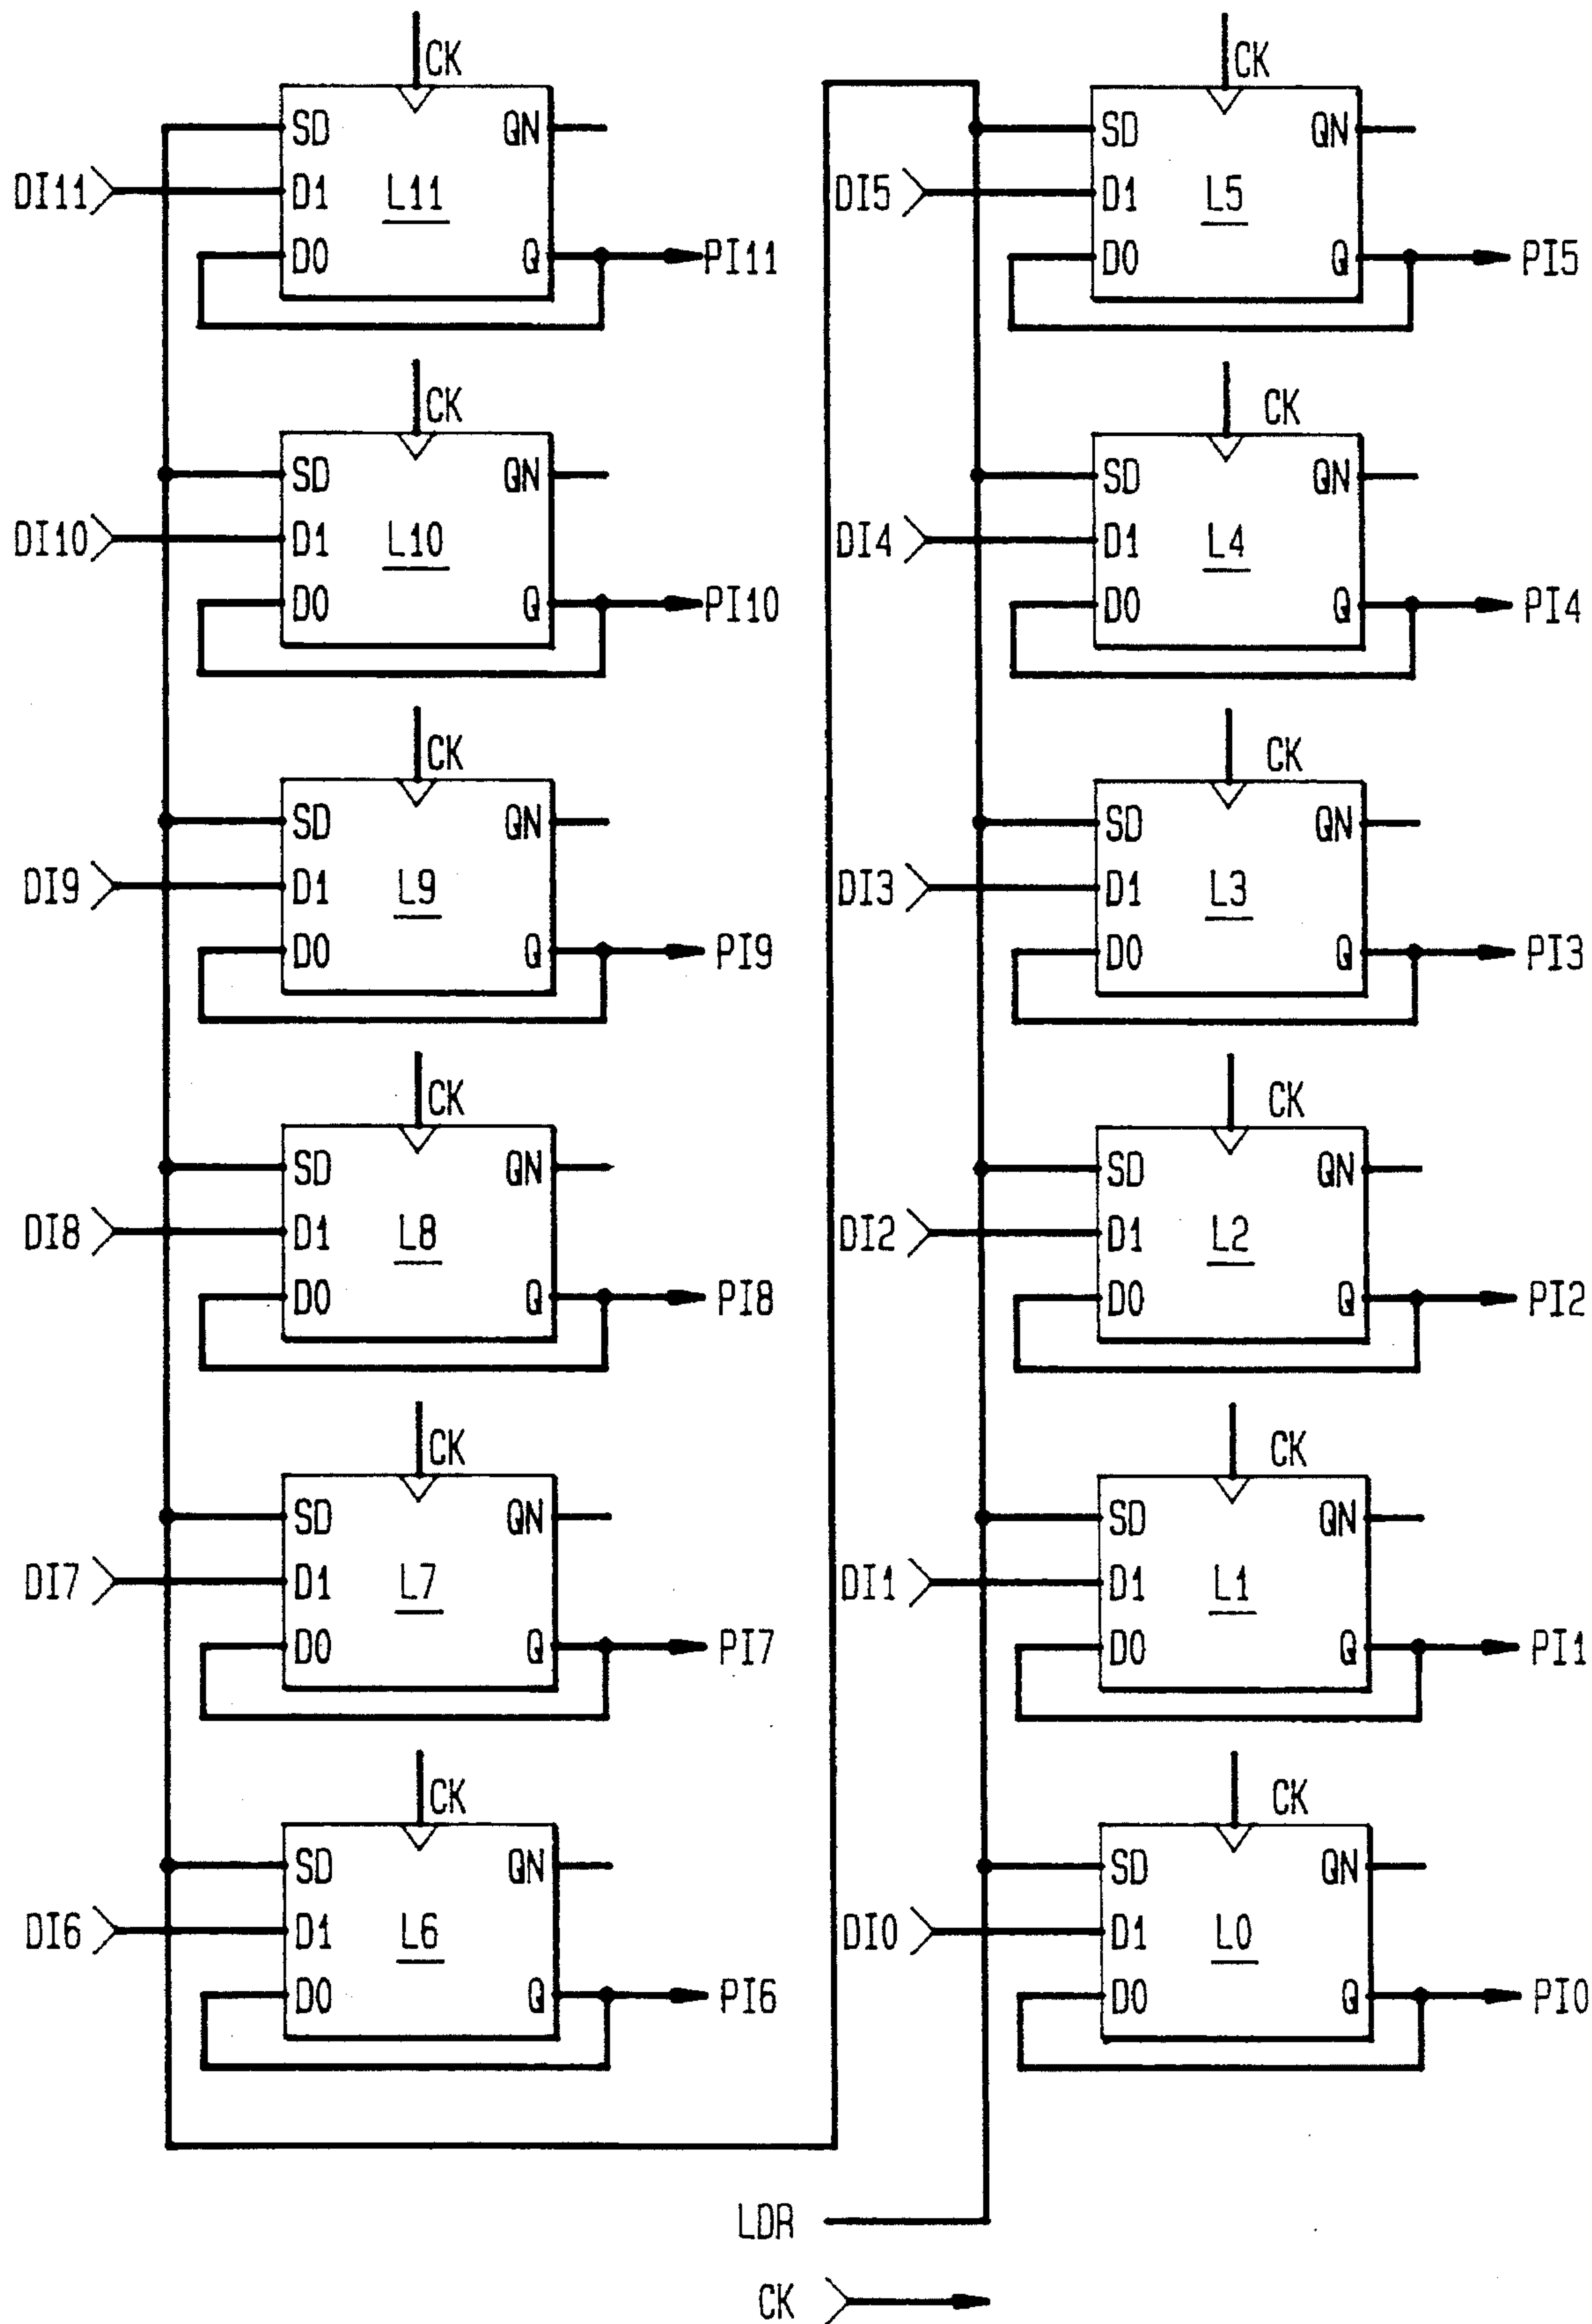 CK
SD QN
DI11 D1 L11
D0 Q PI11
CK
SD QN
DI10 D1 L10
D0 Q PI10
CK
SD QN
DI9 D1 L9
D0 Q PI9
CK
SD QN
DI8 D1 L8
D0 Q PI8
CK
SD QN
DI7 D1 L7
D0 Q PI7
CK
SD QN
DI6 D1 L6
D0 Q PI6
CK
SD QN
DI5 D1 L5
D0 Q PI5
CK
SD QN
DI4 D1 L4
D0 Q PI4
CK
SD QN
DI3 D1 L3
D0 Q PI3
CK
SD QN
DI2 D1 L2
D0 Q PI2
CK
SD QN
DI1 D1 L1
D0 Q PI1
CK
SD QN
DI0 D1 L0
D0 Q PI0
LDR
CK